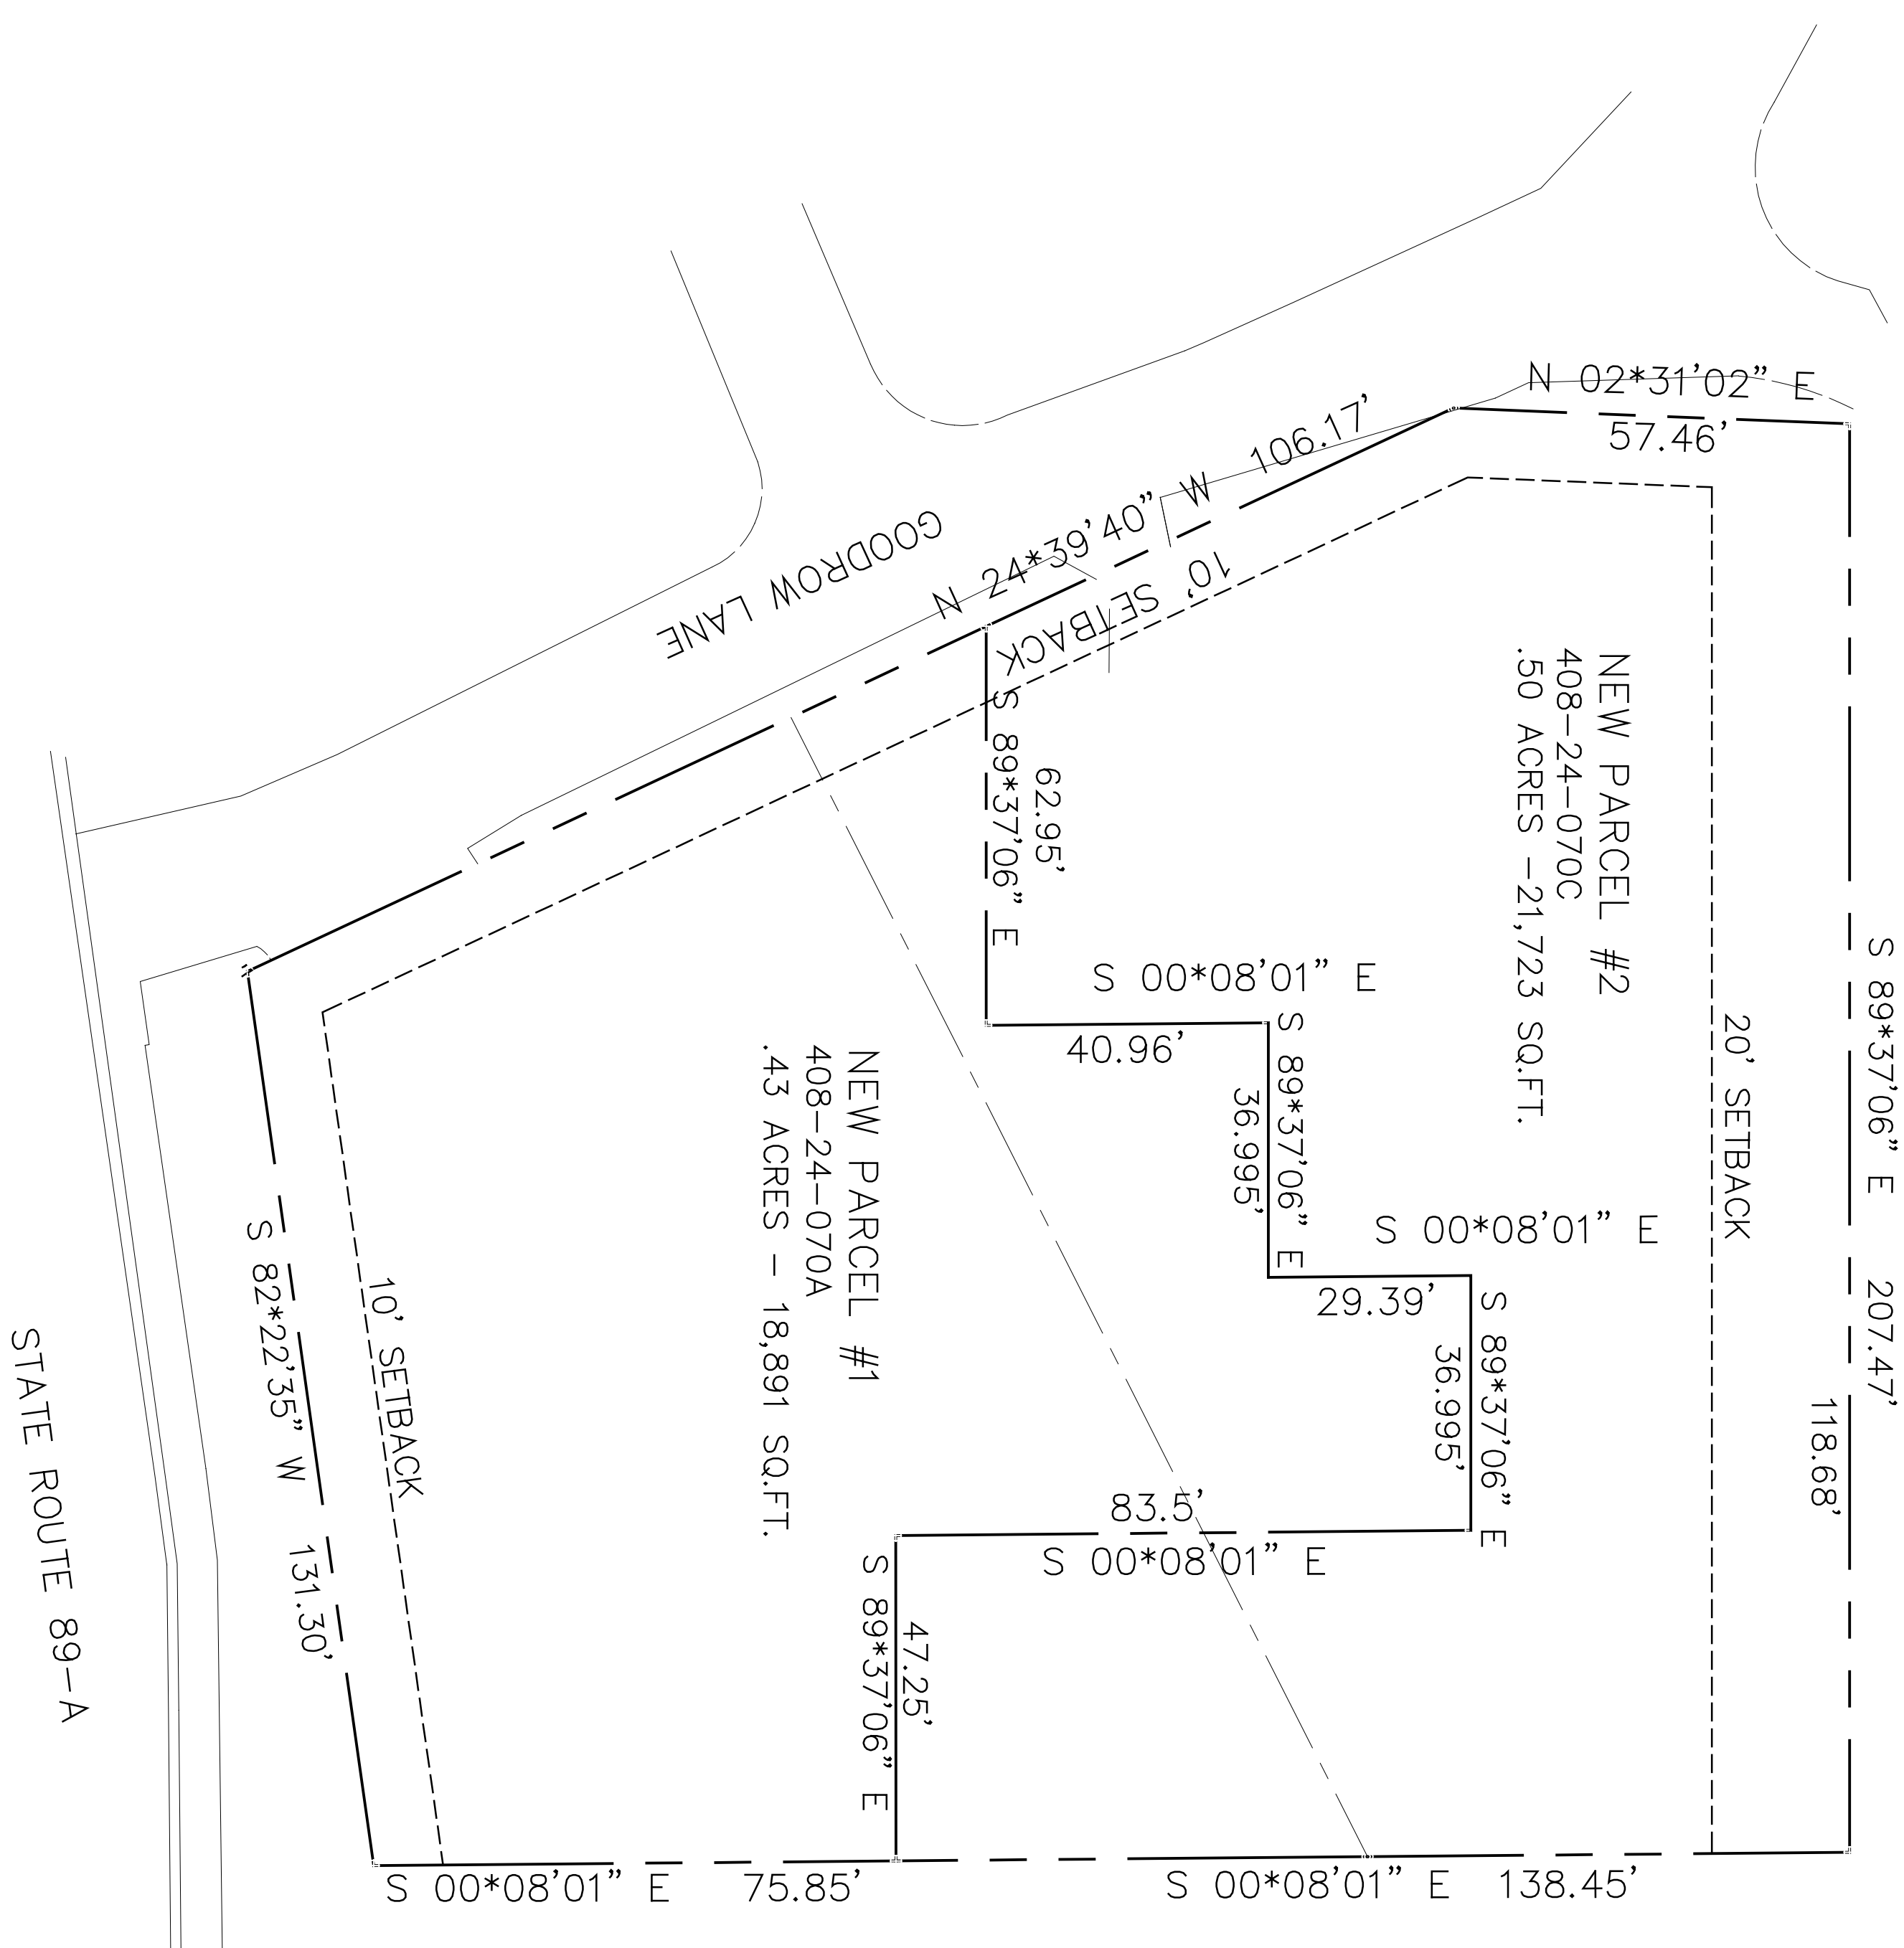 N 02*31'02" E
57.46'
N 24*39'40" W 106.17'
10' SETBACK
GOODROW LANE
S 89*37'06" E 207.47'
118.68'
20' SETBACK
NEW PARCEL #2
408-24-070C
.50 ACRES -21,723 SQ.FT.
62.95'
S 89*37'06" E
S 00*08'01" E
40.96'
S 89*37'06" E
36.995'
S 00*08'01" E
29.39'
S 89*37'06" E
36.995'
83.5'
S 00*08'01" E
47.25'
S 89*37'06" E
NEW PARCEL #1
408-24-070A
.43 ACRES - 18,891 SQ.FT.
10' SETBACK
S 82*22'35" W 131.30'
STATE ROUTE 89-A
S 00*08'01" E 75.85'
S 00*08'01" E 138.45'